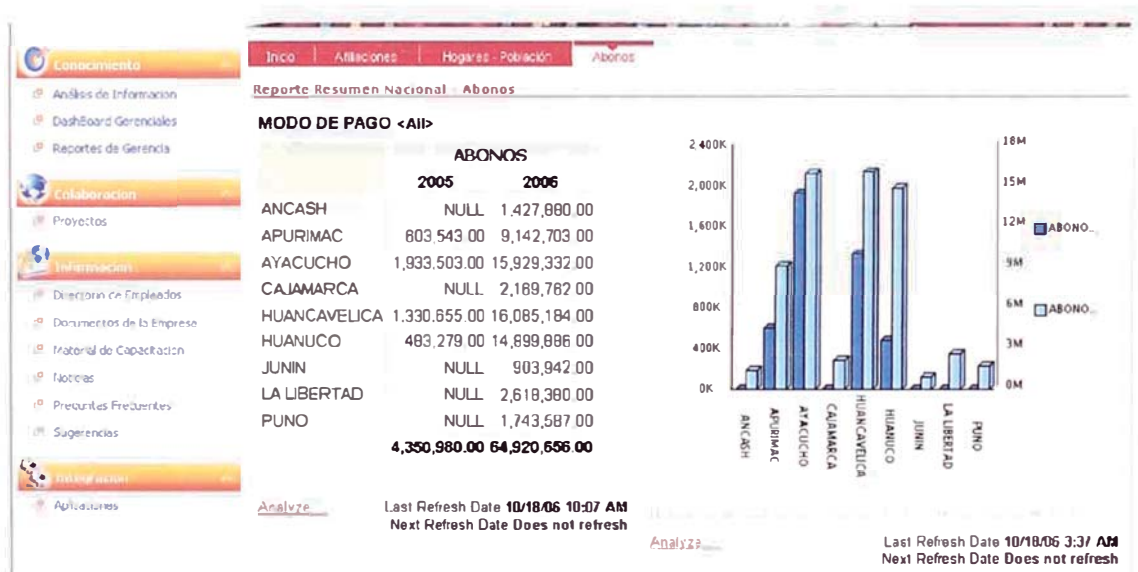 Conocimiento
Análisis de Informacion
DashBoard Gerenciales
Reportes de Gerencia
Colaboracion
Proyectos
Informacion
Directorio de Empleados
Documentos de la Empresa
Material de Capacitacion
Noticias
Preguntas Frecuentes
Sugerencias
Integracion
Aplicaciones
Inicio
Afiliaciones
Hogares - Población
Abonos
Reporte Resumen Nacional - Abonos
MODO DE PAGO <All>
ABONOS
2005 2006
ANCASH NULL 1,427,880.00
APURIMAC 603,543.00 9,142,703.00
AYACUCHO 1,933,503.00 15,929,332.00
CAJAMARCA NULL 2,169,762.00
HUANCAVELICA 1,330,655.00 16,085,184.00
HUANUCO 483,279.00 14,899,886.00
JUNIN NULL 903,942.00
LA LIBERTAD NULL 2,618,380.00
PUNO NULL 1,743,587.00
4,350,980.00 64,920,656.00
Analyze...
Last Refresh Date 10/18/06 10:07 AM
Next Refresh Date Does not refresh
2,400K
2,000K
1,600K
1,200K
800K
400K
0K
18M
15M
12M
9M
6M
3M
0M
ABONO...
ABONO...
ANCASH
APURIMAC
AYACUCHO
CAJAMARCA
HUANCAVELICA
HUANUCO
JUNIN
LA LIBERTAD
PUNO
Analyze...
Last Refresh Date 10/18/06 3:37 AM
Next Refresh Date Does not refresh